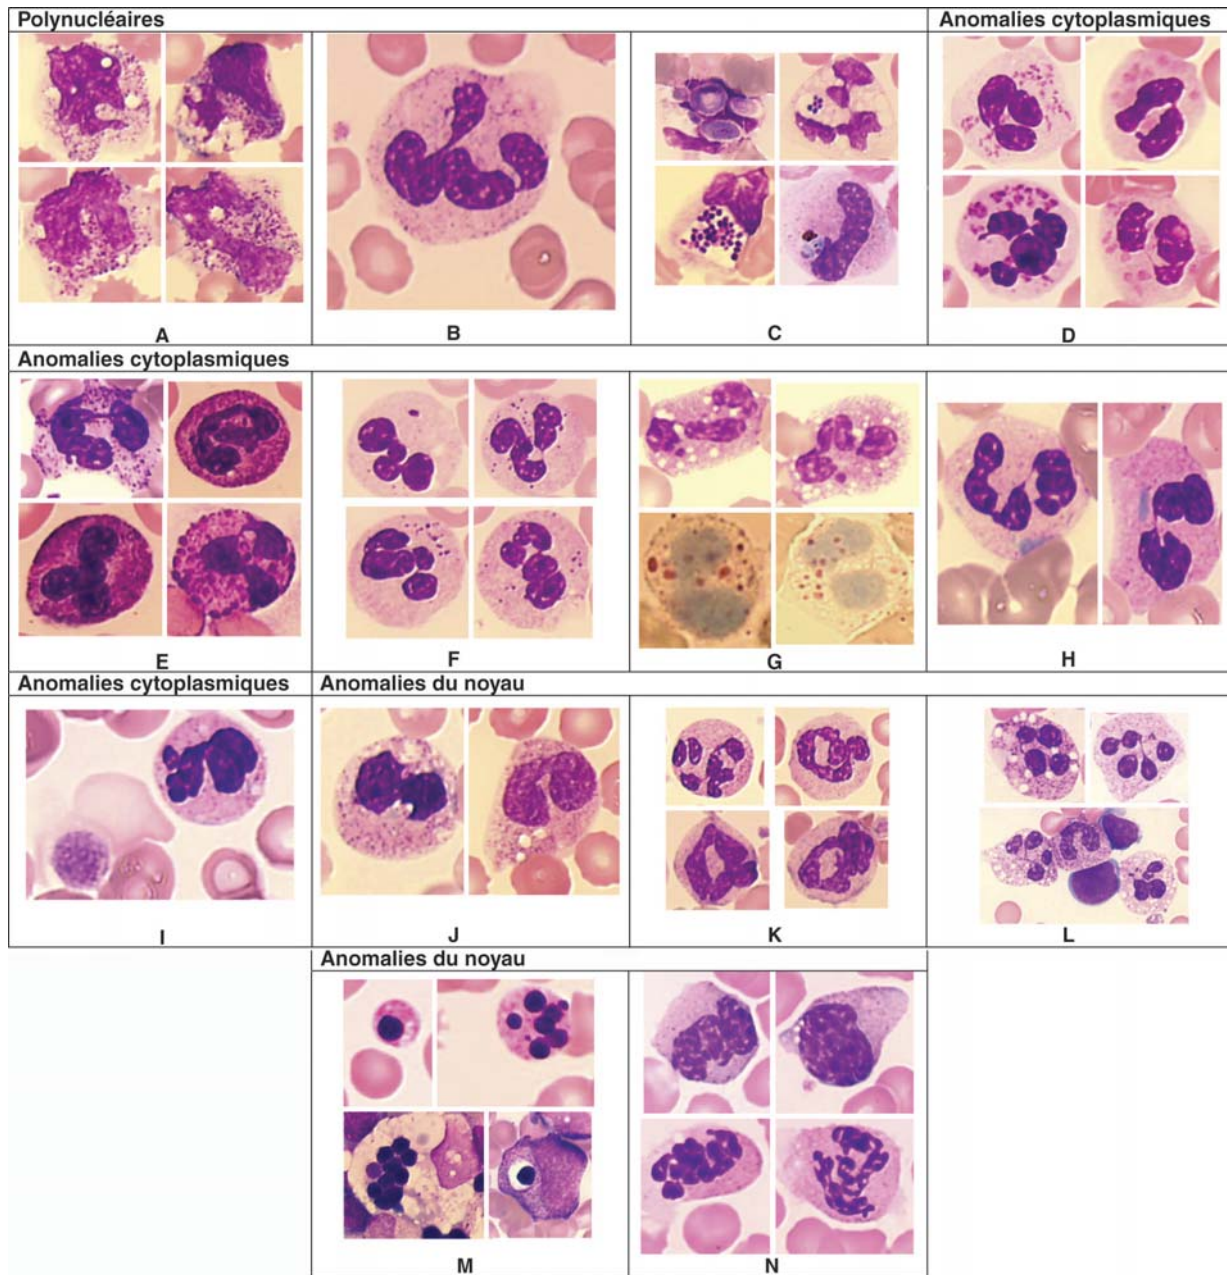 Polynucléaires
Anomalies cytoplasmiques
A
B
C
D
Anomalies cytoplasmiques
E
F
G
H
Anomalies cytoplasmiques
Anomalies du noyau
I
J
K
L
Anomalies du noyau
M
N